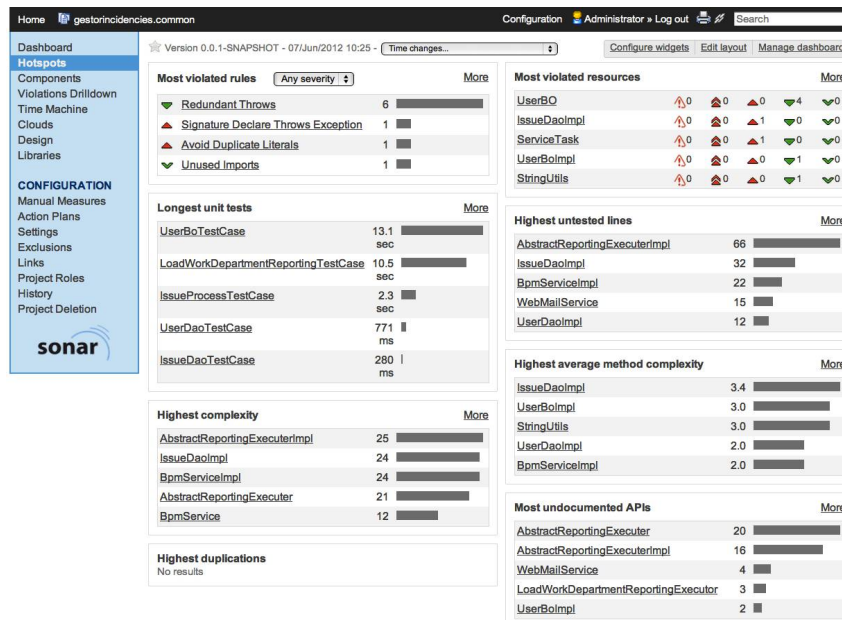 Home gestorincidencies.common Configuration Administrator » Log out Search
Dashboard
Hotspots
Components
Violations Drilldown
Time Machine
Clouds
Design
Libraries
CONFIGURATION
Manual Measures
Action Plans
Settings
Exclusions
Links
Project Roles
History
Project Deletion
sonar
Version 0.0.1-SNAPSHOT - 07/Jun/2012 10:25 - Time changes... Configure widgets Edit layout Manage dashboard
Most violated rules Any severity More
Redundant Throws 6
Signature Declare Throws Exception 1
Avoid Duplicate Literals 1
Unused Imports 1
Longest unit tests More
UserBoTestCase 13.1
sec
LoadWorkDepartmentReportingTestCase 10.5
sec
IssueProcessTestCase 2.3
sec
UserDaoTestCase 771
ms
IssueDaoTestCase 280
ms
Highest complexity More
AbstractReportingExecuterImpl 25
IssueDaoImpl 24
BpmServiceImpl 24
AbstractReportingExecuter 21
BpmService 12
Highest duplications
No results
Most violated resources More
UserBO 0 0 0 4 0
IssueDaoImpl 0 0 1 0 0
ServiceTask 0 0 1 0 0
UserBoImpl 0 0 0 1 0
StringUtils 0 0 0 1 0
Highest untested lines More
AbstractReportingExecuterImpl 66
IssueDaoImpl 32
BpmServiceImpl 22
WebMailService 15
UserDaoImpl 12
Highest average method complexity More
IssueDaoImpl 3.4
UserBoImpl 3.0
StringUtils 3.0
UserDaoImpl 2.0
BpmServiceImpl 2.0
Most undocumented APIs More
AbstractReportingExecuter 20
AbstractReportingExecuterImpl 16
WebMailService 4
LoadWorkDepartmentReportingExecutor 3
UserBoImpl 2